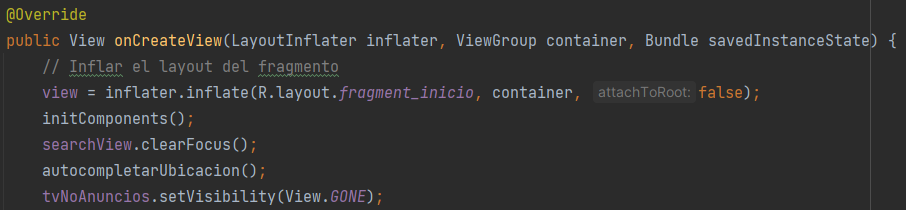 @Override
public View onCreateView(LayoutInflater inflater, ViewGroup container, Bundle savedInstanceState) {
// Inflar el layout del fragmento
view = inflater.inflate(R.layout.fragment_inicio, container, attachToRoot: false);
initComponents();
searchView.clearFocus();
autocompletarUbicacion();
tvNoAnuncios.setVisibility(View.GONE);